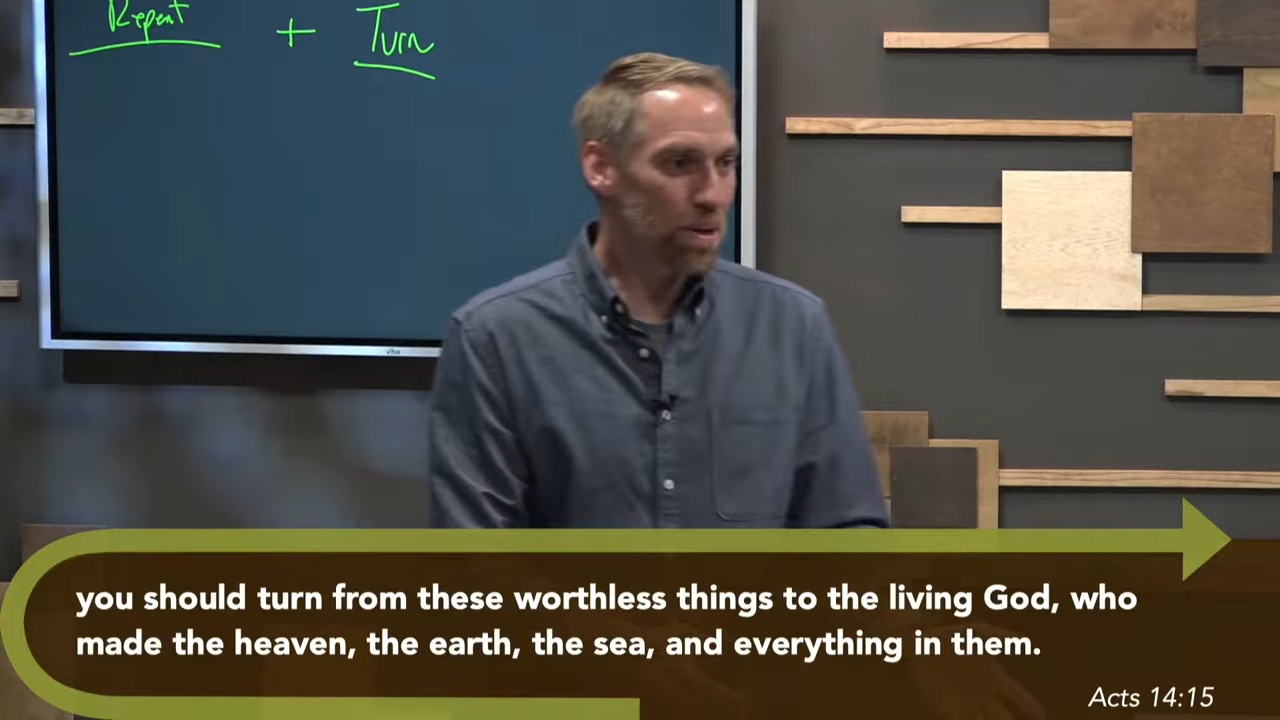 Repent + Turn
vibe
you should turn from these worthless things to the living God, who
made the heaven, the earth, the sea, and everything in them.
Acts 14:15